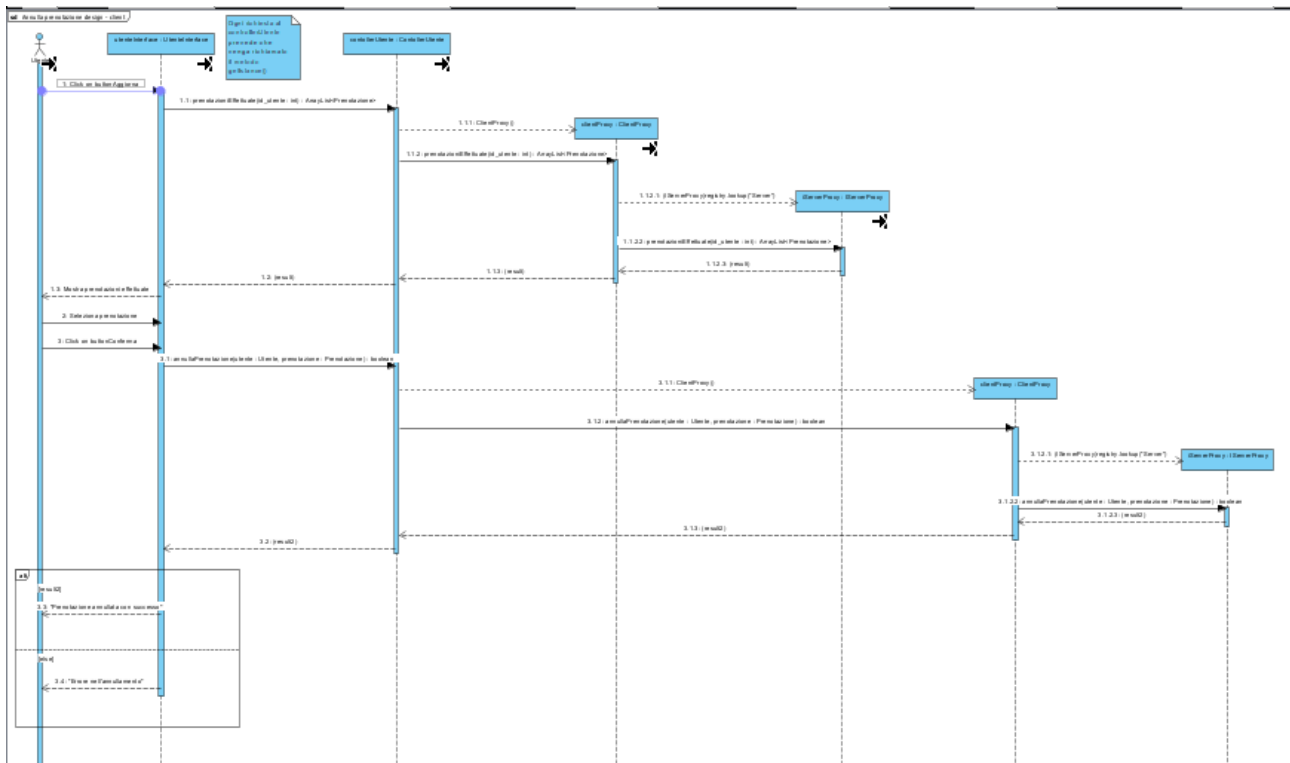 sd Annulla prenotazione design - client
Utente
utenteInterface : UtenteInterface
Ogni richiesta al
controllerUtente
prevede che
venga richiamato
il metodo
getIstance()
controllerUtente : ControllerUtente
1: Click on buttonAggiorna
1.1: prenotazioniEffettuate(id_utente : int) : ArrayList<Prenotazione>
1.1.1: ClientProxy()
clientProxy : ClientProxy
1.1.2: prenotazioniEffettuate(id_utente : int) : ArrayList<Prenotazione>
1.1.2.1: (IServerProxy)registry.lookup("Server")
iServerProxy : IServerProxy
1.1.2.2: prenotazioniEffettuate(id_utente : int) : ArrayList<Prenotazione>
1.1.2.3: (result)
1.1.3: (result)
1.2: (result)
1.3: Mostra prenotazioni effettuate
2: Seleziona prenotazione
3: Click on buttonConferma
3.1: annullaPrenotazione(utente : Utente, prenotazione : Prenotazione) : boolean
3.1.1: ClientProxy()
clientProxy : ClientProxy
3.1.2: annullaPrenotazione(utente : Utente, prenotazione : Prenotazione) : boolean
3.1.2.1: (IServerProxy)registry.lookup("Server")
iServerProxy : IServerProxy
3.1.2.2: annullaPrenotazione(utente : Utente, prenotazione : Prenotazione) : boolean
3.1.2.3: (result2)
3.1.3: (result2)
3.2: (result2)
alt
[result2]
3.3: "Prenotazione annullata con successo"
[else]
3.4: "Errore nell'annullamento"